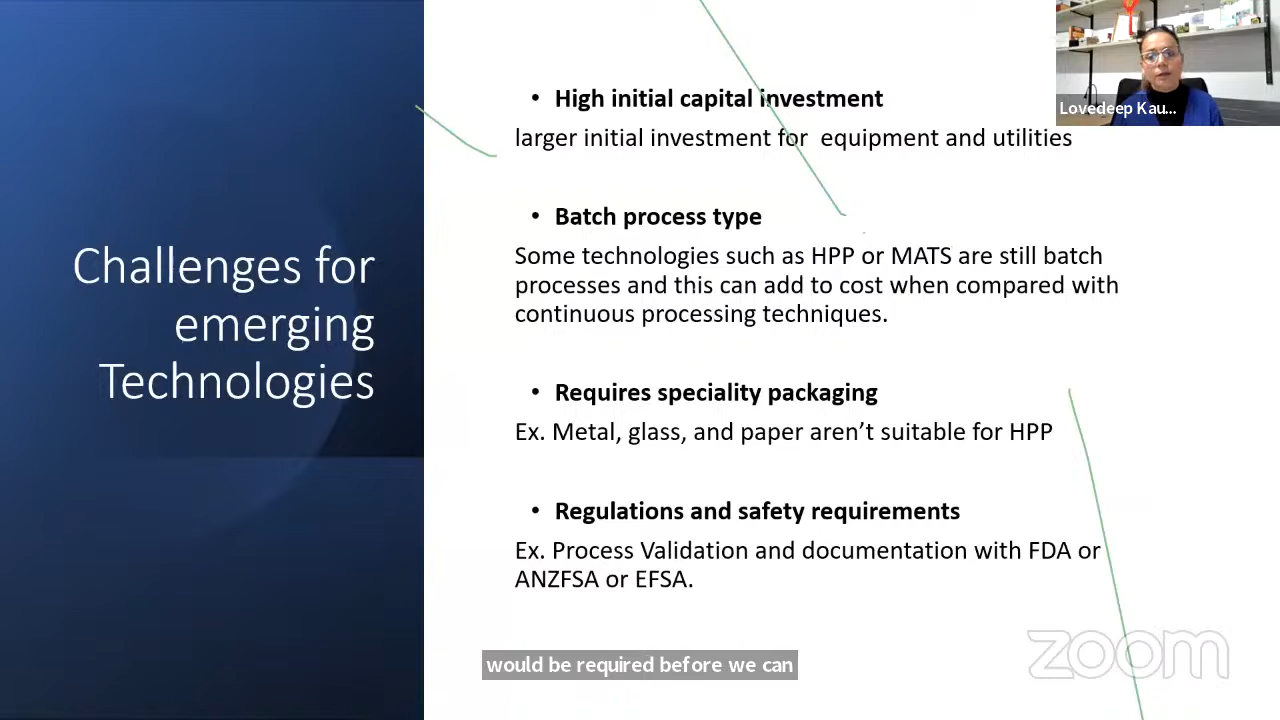 Challenges for
emerging
Technologies
• High initial capital investment
larger initial investment for equipment and utilities
• Batch process type
Some technologies such as HPP or MATS are still batch
processes and this can add to cost when compared with
continuous processing techniques.
• Requires speciality packaging
Ex. Metal, glass, and paper aren’t suitable for HPP
• Regulations and safety requirements
Ex. Process Validation and documentation with FDA or
ANZFSA or EFSA.
Lovedeep Kau...
would be required before we can
zoom